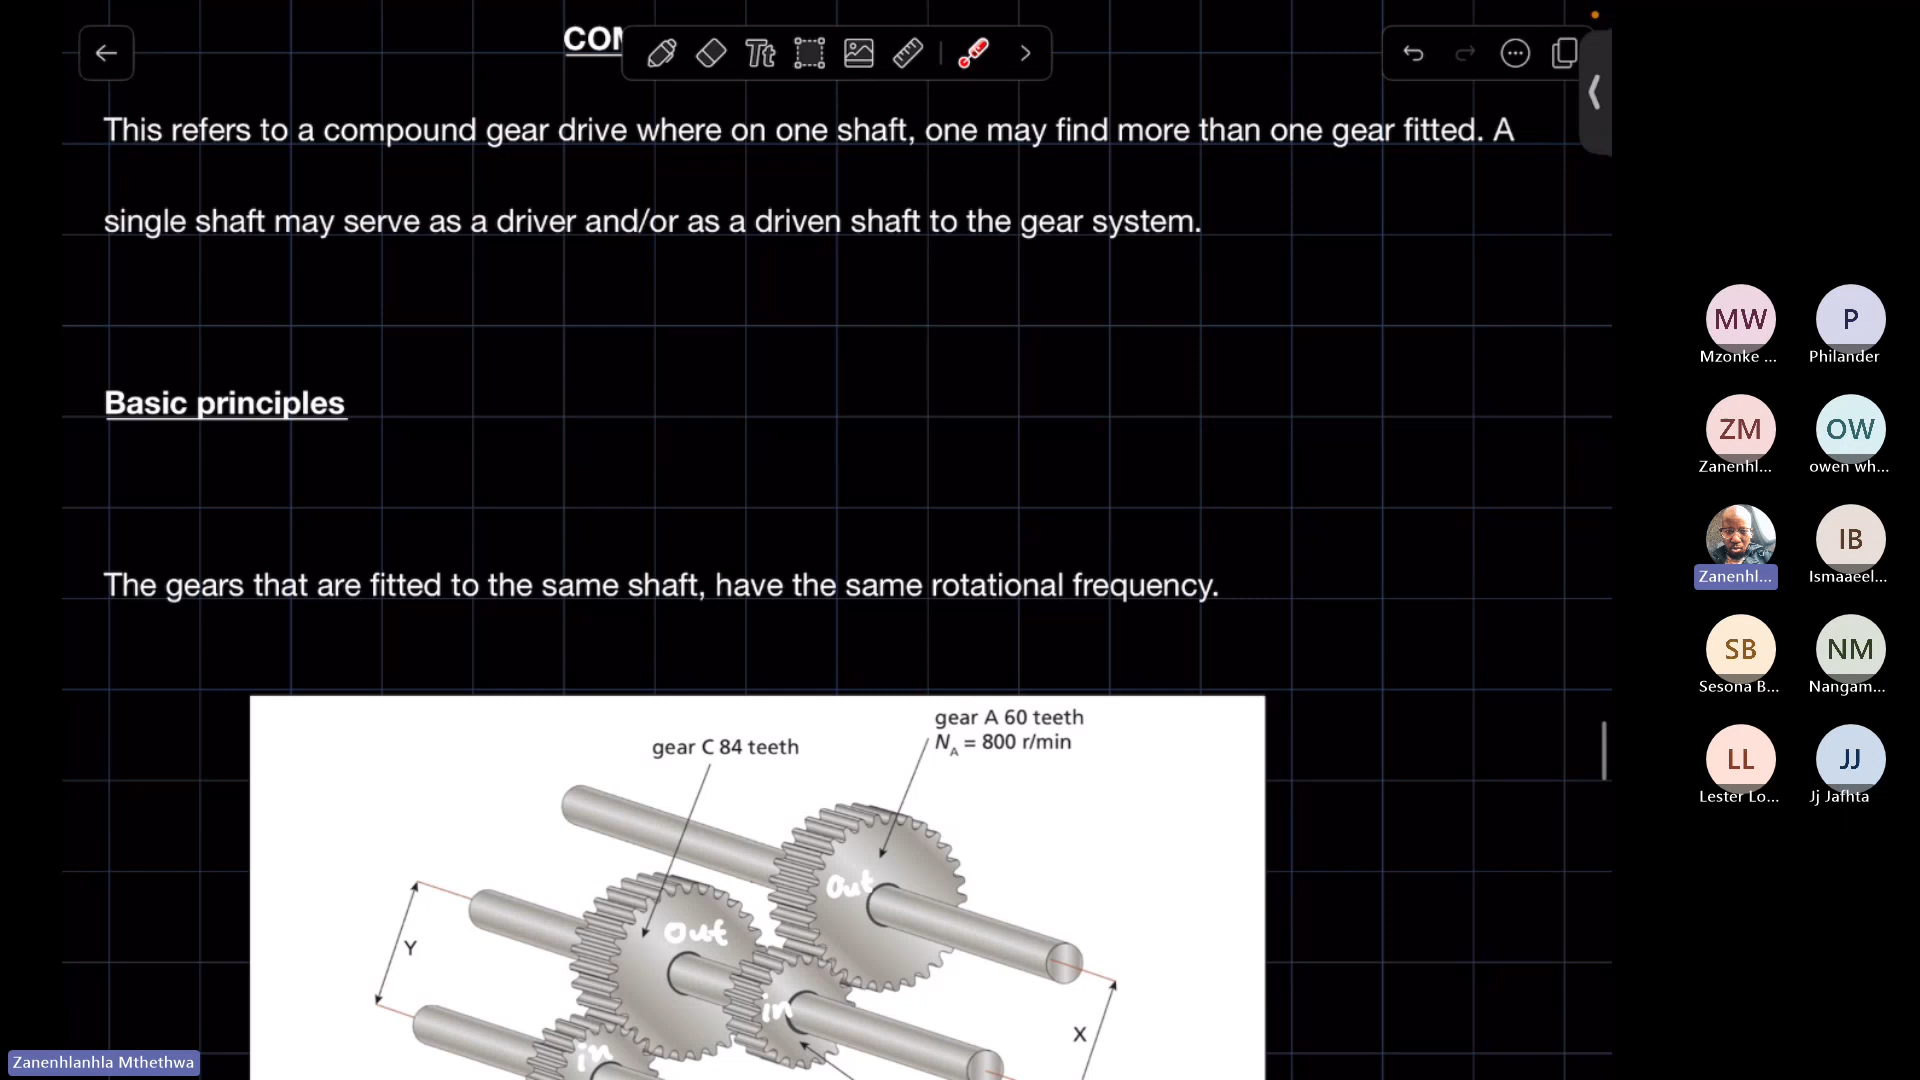 COM
Tt
This refers to a compound gear drive where on one shaft, one may find more than one gear fitted. A
single shaft may serve as a driver and/or as a driven shaft to the gear system.
Basic principles
The gears that are fitted to the same shaft, have the same rotational frequency.
gear A 60 teeth
NA = 800 r/min
gear C 84 teeth
Out
Out
Y
in
X
in
MW
Mzonke ...
P
Philander
ZM
Zanenhl...
OW
owen wh...
Zanenhl...
IB
Ismaaeel...
SB
Sesona B...
NM
Nangam...
LL
Lester Lo...
JJ
Jj Jafhta
Zanenhlanhla Mthethwa